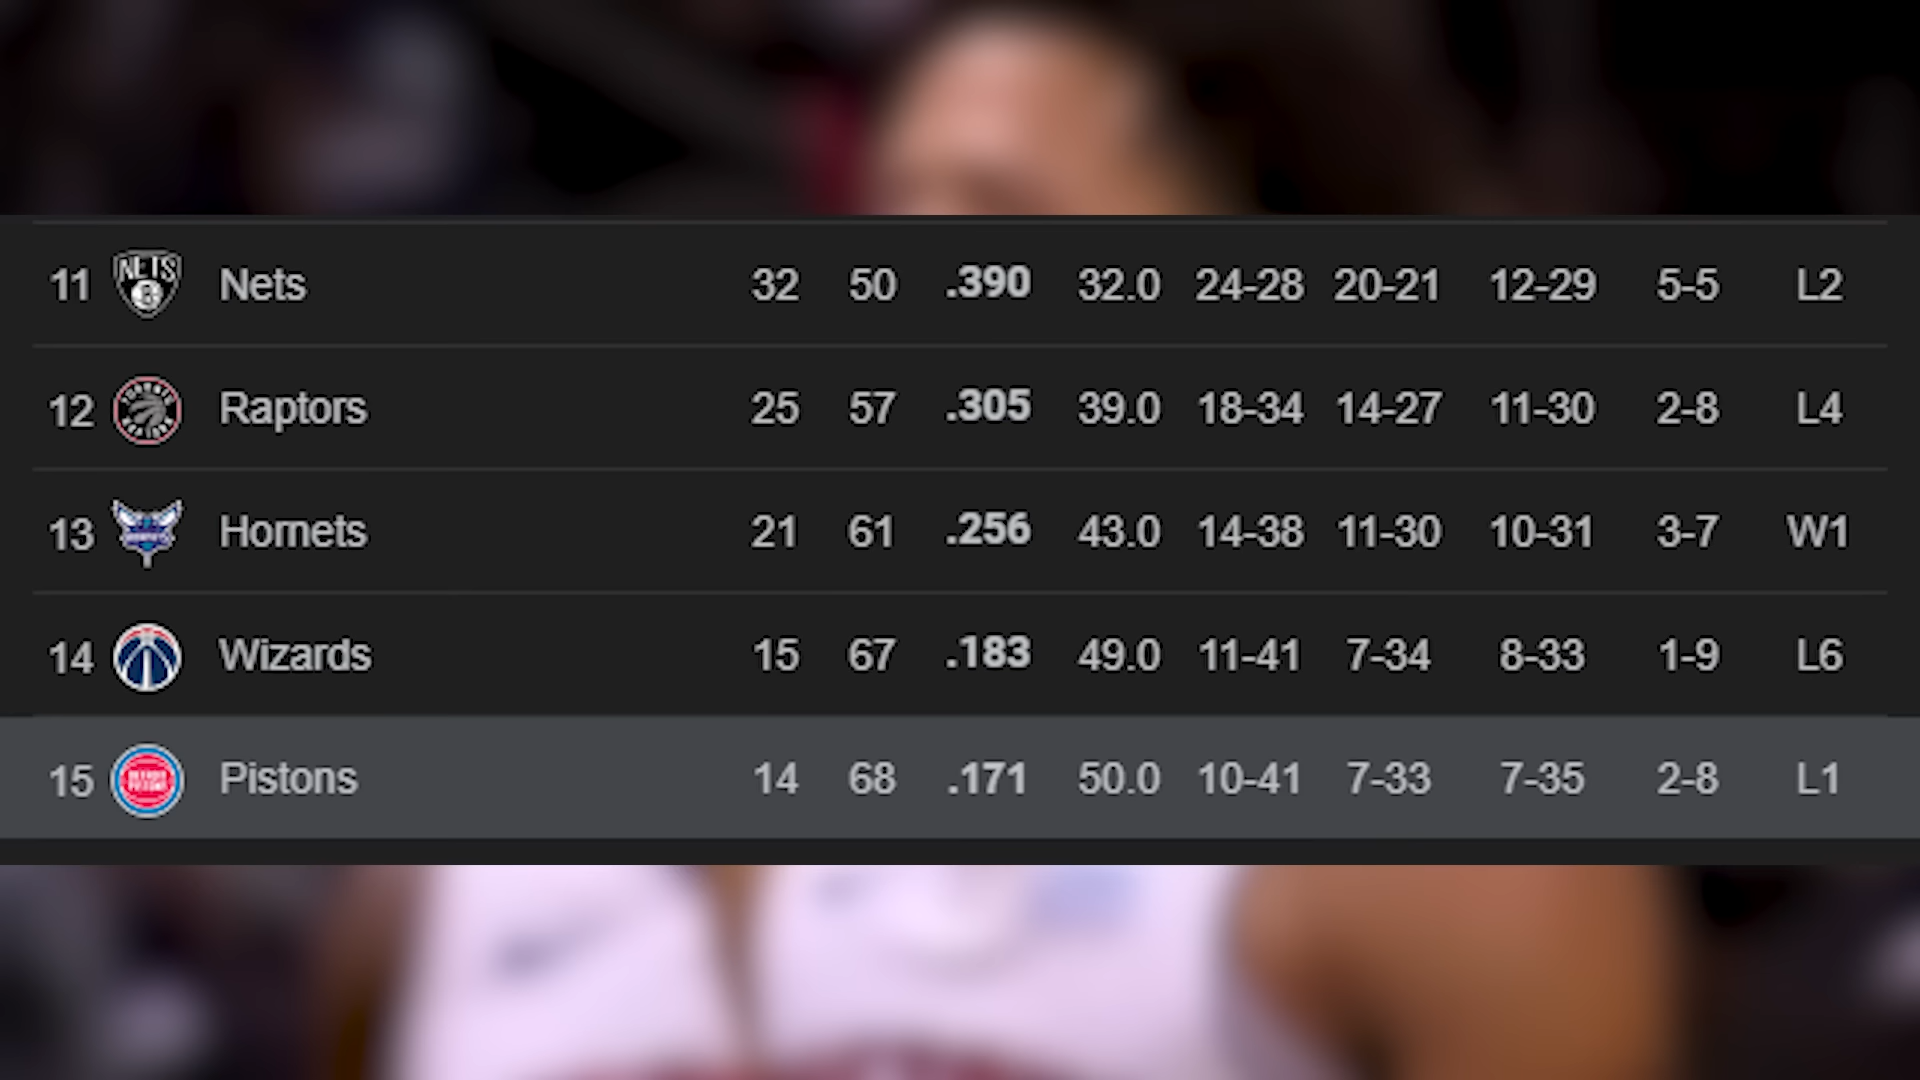 11 NETS B Nets 32 50 .390 32.0 24-28 20-21 12-29 5-5 L2
12 Raptors 25 57 .305 39.0 18-34 14-27 11-30 2-8 L4
13 Hornets 21 61 .256 43.0 14-38 11-30 10-31 3-7 W1
14 Wizards 15 67 .183 49.0 11-41 7-34 8-33 1-9 L6
15 DETROIT PISTONS Pistons 14 68 .171 50.0 10-41 7-33 7-35 2-8 L1